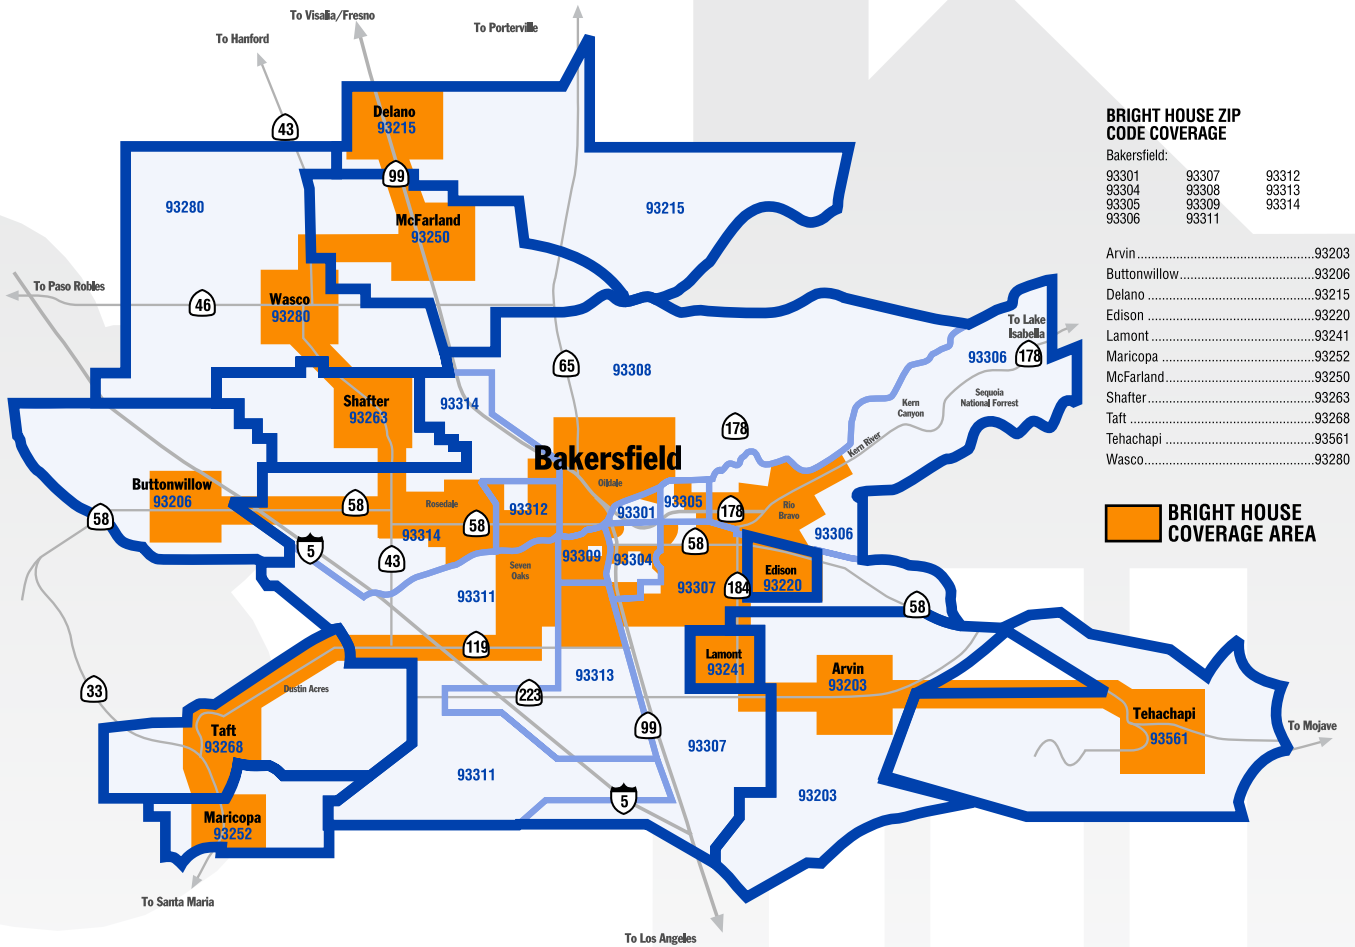 To Visalia/Fresno
To Porterville
To Hanford
43
Delano
93215
99
93280
McFarland
93250
93215
To Paso Robles
46
Wasco
93280
To Lake
Isabella
178
93306
65
93308
Sequoia
National Forrest
Kern
Canyon
Shafter
93263
93314
178
Kern River
Bakersfield
Oildale
Buttonwillow
93206
58
58
Rosedale
93314
58
93312
93301
93305
178
Rio
Bravo
93306
5
43
Seven
Oaks
93309
93304
58
93307
184
Edison
93220
93311
58
119
Lamont
93241
Arvin
93203
93313
33
Dustin Acres
223
Taft
93268
99
93307
Tehachapi
93561
To Mojave
93311
5
93203
Maricopa
93252
To Santa Maria
To Los Angeles
BRIGHT HOUSE ZIP
CODE COVERAGE
Bakersfield:
93301 93307 93312
93304 93308 93313
93305 93309 93314
93306 93311
Arvin 93203
Buttonwillow 93206
Delano 93215
Edison 93220
Lamont 93241
Maricopa 93252
McFarland 93250
Shafter 93263
Taft 93268
Tehachapi 93561
Wasco 93280
BRIGHT HOUSE
COVERAGE AREA